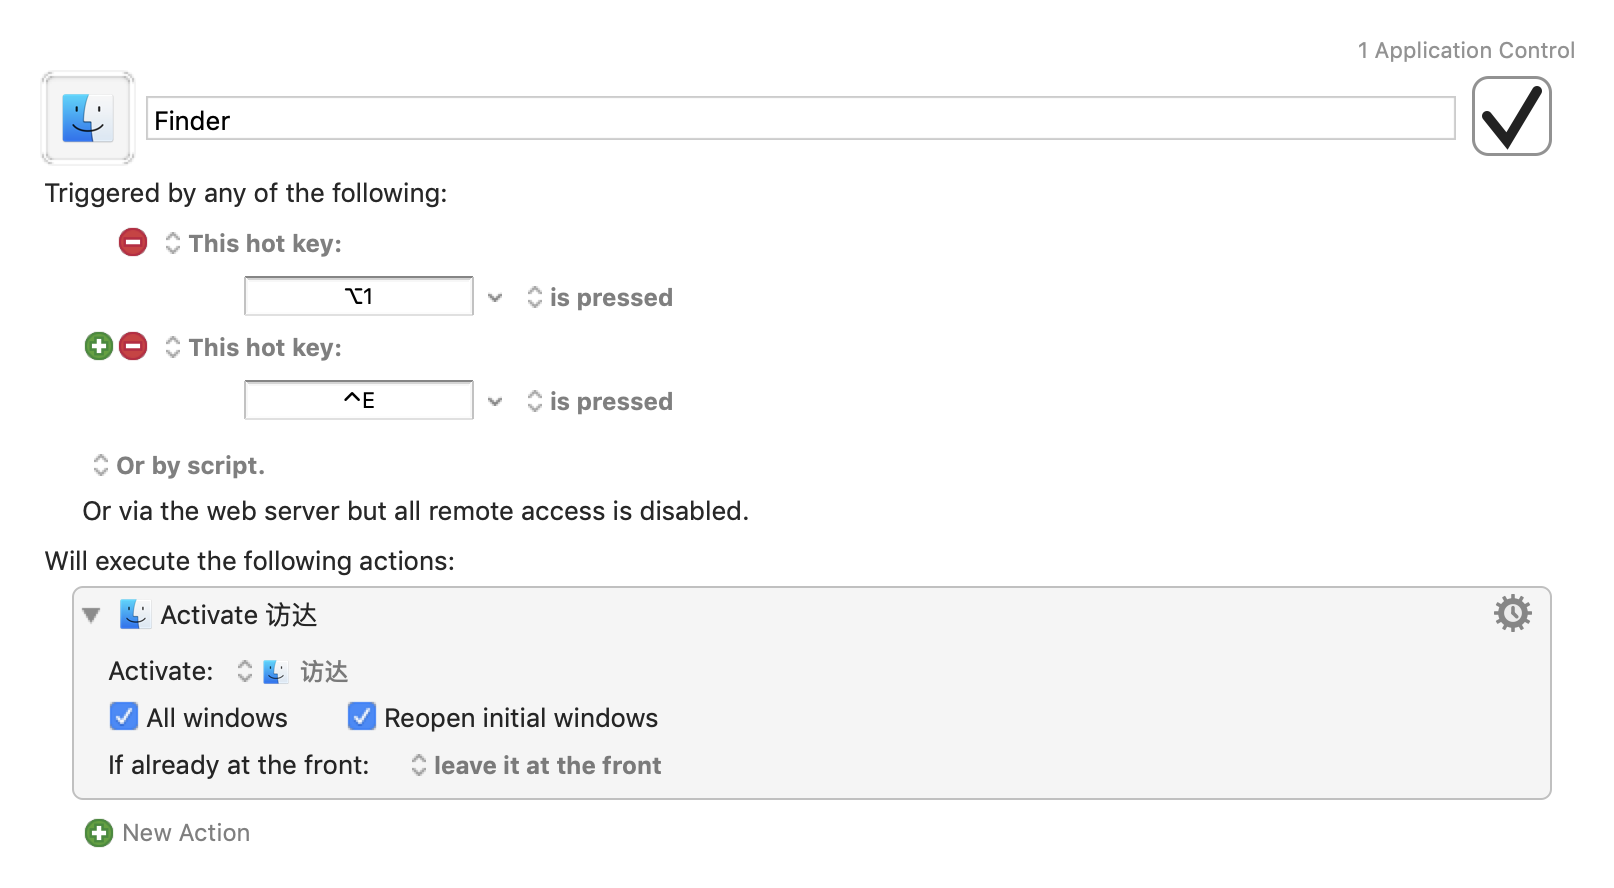 1 Application Control
Finder
Triggered by any of the following:
This hot key:
⌥1 is pressed
This hot key:
^E is pressed
Or by script.
Or via the web server but all remote access is disabled.
Will execute the following actions:
Activate 访达
Activate: 访达
All windows Reopen initial windows
If already at the front: leave it at the front
New Action